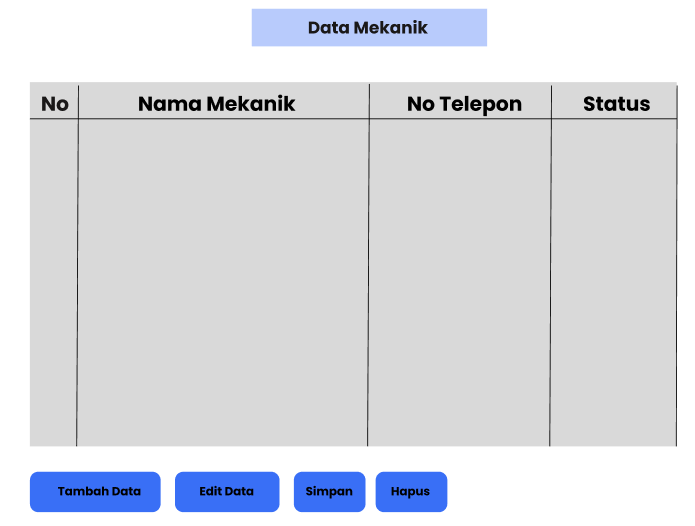 Data Mekanik
No Nama Mekanik No Telepon Status
Tambah Data Edit Data Simpan Hapus